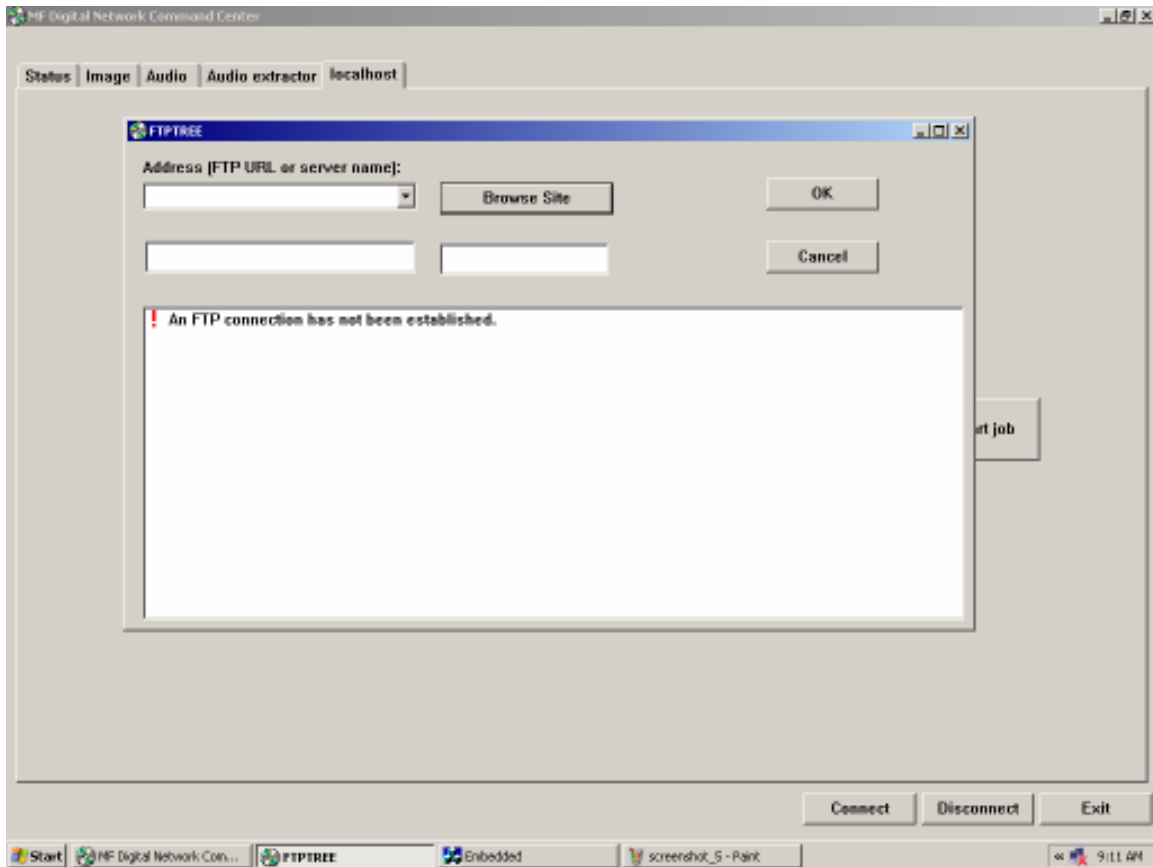 MF Digital Network Command Center
Status Image Audio Audio extractor localhost
FTPTREE
Address (FTP URL or server name):
Browse Site
OK
Cancel
! An FTP connection has not been established.
rt job
Connect Disconnect Exit
Start MF Digital Network Com... FTPTREE Embedded screenshot_5 - Paint « 9:11 AM